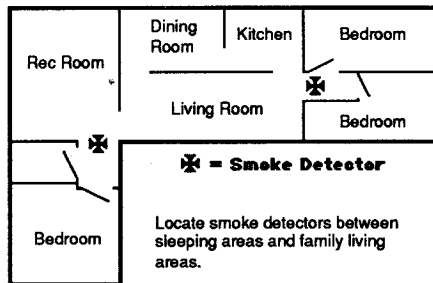 Dining
Room
Kitchen
Bedroom
Rec Room
Living Room
Bedroom
= Smoke Detector
Bedroom
Locate smoke detectors between
sleeping areas and family living
areas.